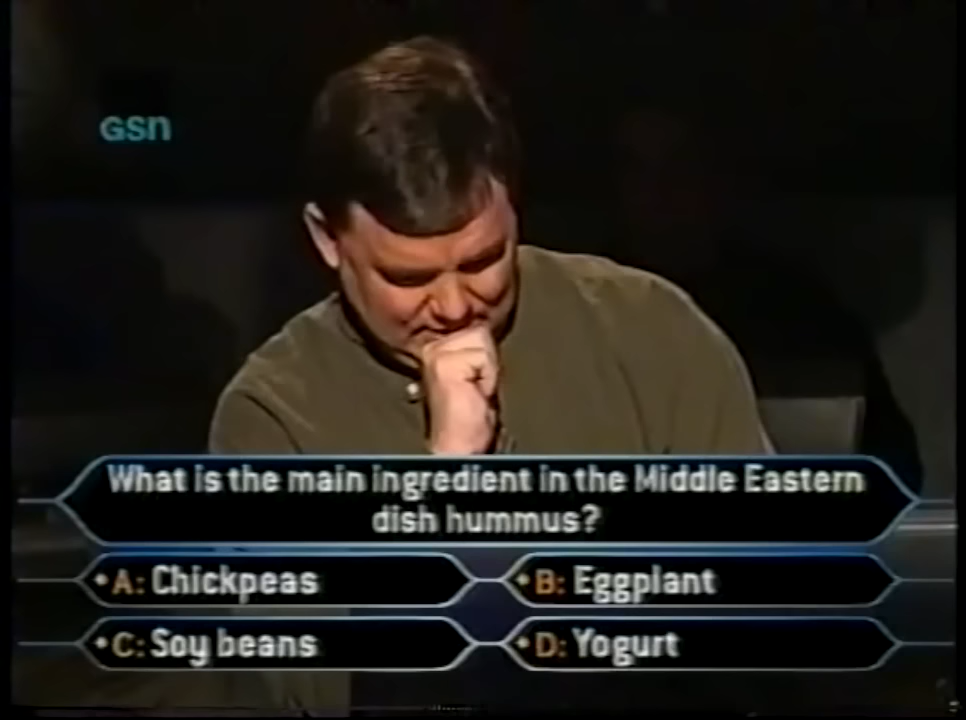 GSN
What is the main ingredient in the Middle Eastern
dish hummus?
A: Chickpeas
B: Eggplant
C: Soy beans
D: Yogurt